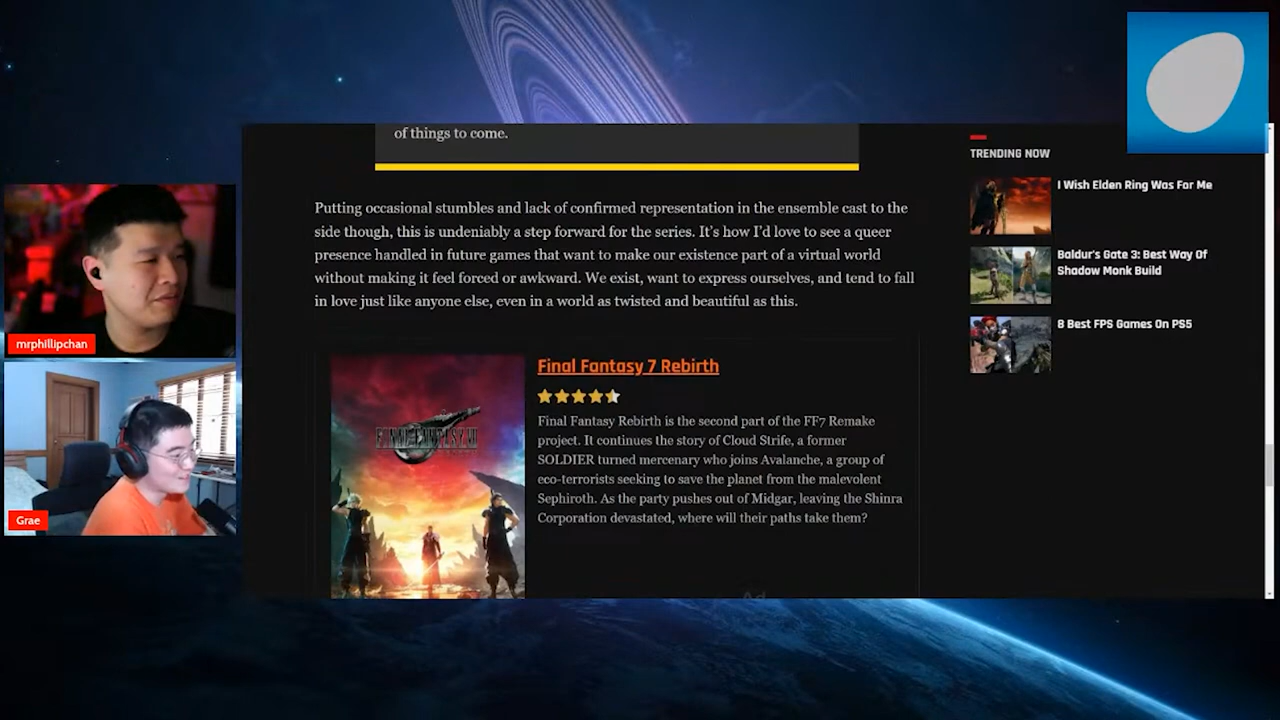 of things to come.
TRENDING NOW
I Wish Elden Ring Was For Me
Baldur's Gate 3: Best Way Of
Shadow Monk Build
8 Best FPS Games On PS5
Putting occasional stumbles and lack of confirmed representation in the ensemble cast to the
side though, this is undeniably a step forward for the series. It's how I'd love to see a queer
presence handled in future games that want to make our existence part of a virtual world
without making it feel forced or awkward. We exist, want to express ourselves, and tend to fall
in love just like anyone else, even in a world as twisted and beautiful as this.
mrphillipchan
Grae
FINAL FANTASY VII
Final Fantasy 7 Rebirth
Final Fantasy Rebirth is the second part of the FF7 Remake
project. It continues the story of Cloud Strife, a former
SOLDIER turned mercenary who joins Avalanche, a group of
eco-terrorists seeking to save the planet from the malevolent
Sephiroth. As the party pushes out of Midgar, leaving the Shinra
Corporation devastated, where will their paths take them?
Ad